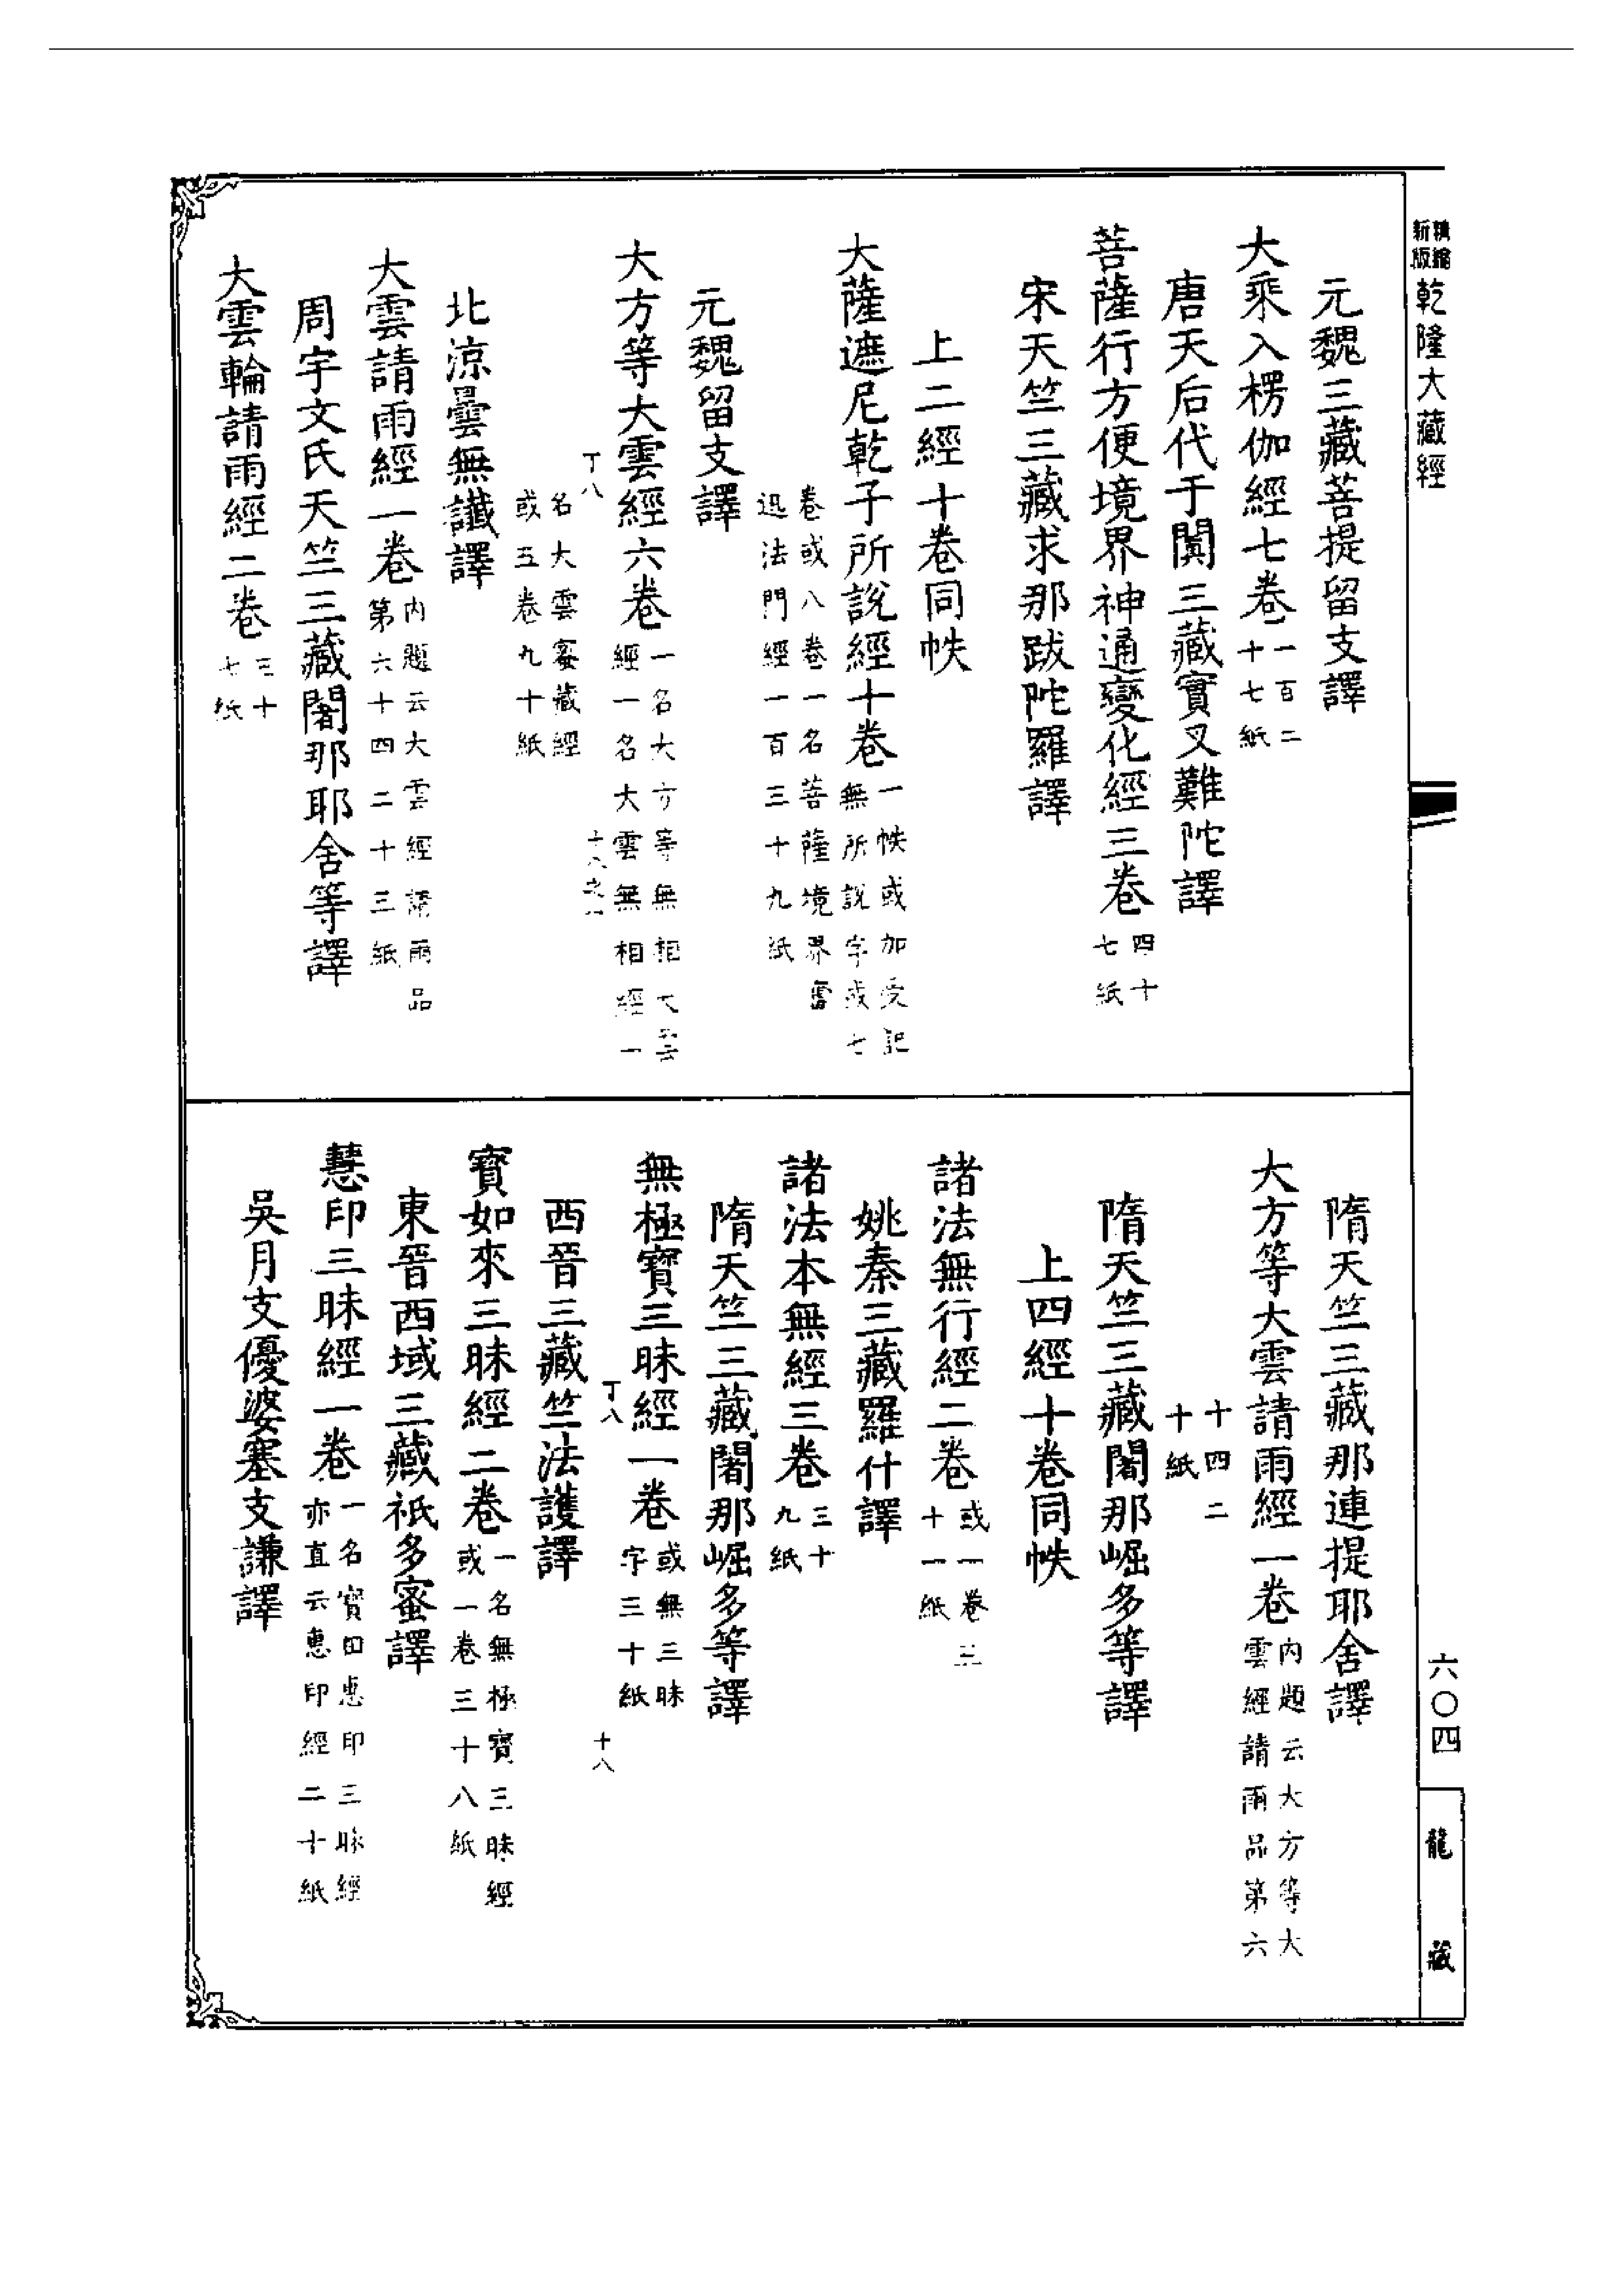 精縮
新版
乾隆大藏經
元魏三藏菩提留支譯
大乘入楞伽經七卷一百二
十七紙
唐天后代于闐三藏實叉難陀譯
菩薩行方便境界神通變化經三卷四十
七紙
宋天竺三藏求那跋陀羅譯
上二經十卷同帙
大薩遮尼乾子所說經十卷一帙或加受記
無所說字或七
卷或八卷一名菩薩境界奮
迅法門經一百三十九紙
元魏留支譯
大方等大雲經六卷一名大方等無相大雲
經一名大雲無相經一
丁八
名大雲蜜藏經
或五卷九十紙
北涼曇無讖譯
大雲請雨經一卷內題云大雲經請雨品
第六十四二十三紙
周宇文氏天竺三藏闍那耶舍等譯
大雲輪請雨經二卷三十
七紙
隋天竺三藏那連提耶舍譯
大方等大雲請雨經一卷內題云大方等大
雲經請雨品第六
十四二
十紙
隋天竺三藏闍那崛多等譯
上四經十卷同帙
諸法無行經二卷或一卷三
十一紙
姚秦三藏羅什譯
諸法本無經三卷三十
九紙
隋天竺三藏闍那崛多等譯
無極寶三昧經一卷或無三昧
字三十紙
丁八
十八
西晉三藏竺法護譯
寶如來三昧經二卷一名無極寶三昧經
或一卷三十八紙
東晉西域三藏祇多蜜譯
慧印三昧經一卷一名寶田惠印三昧經
亦直云惠印經二十紙
吳月支優婆塞支謙譯
六〇四
龍藏